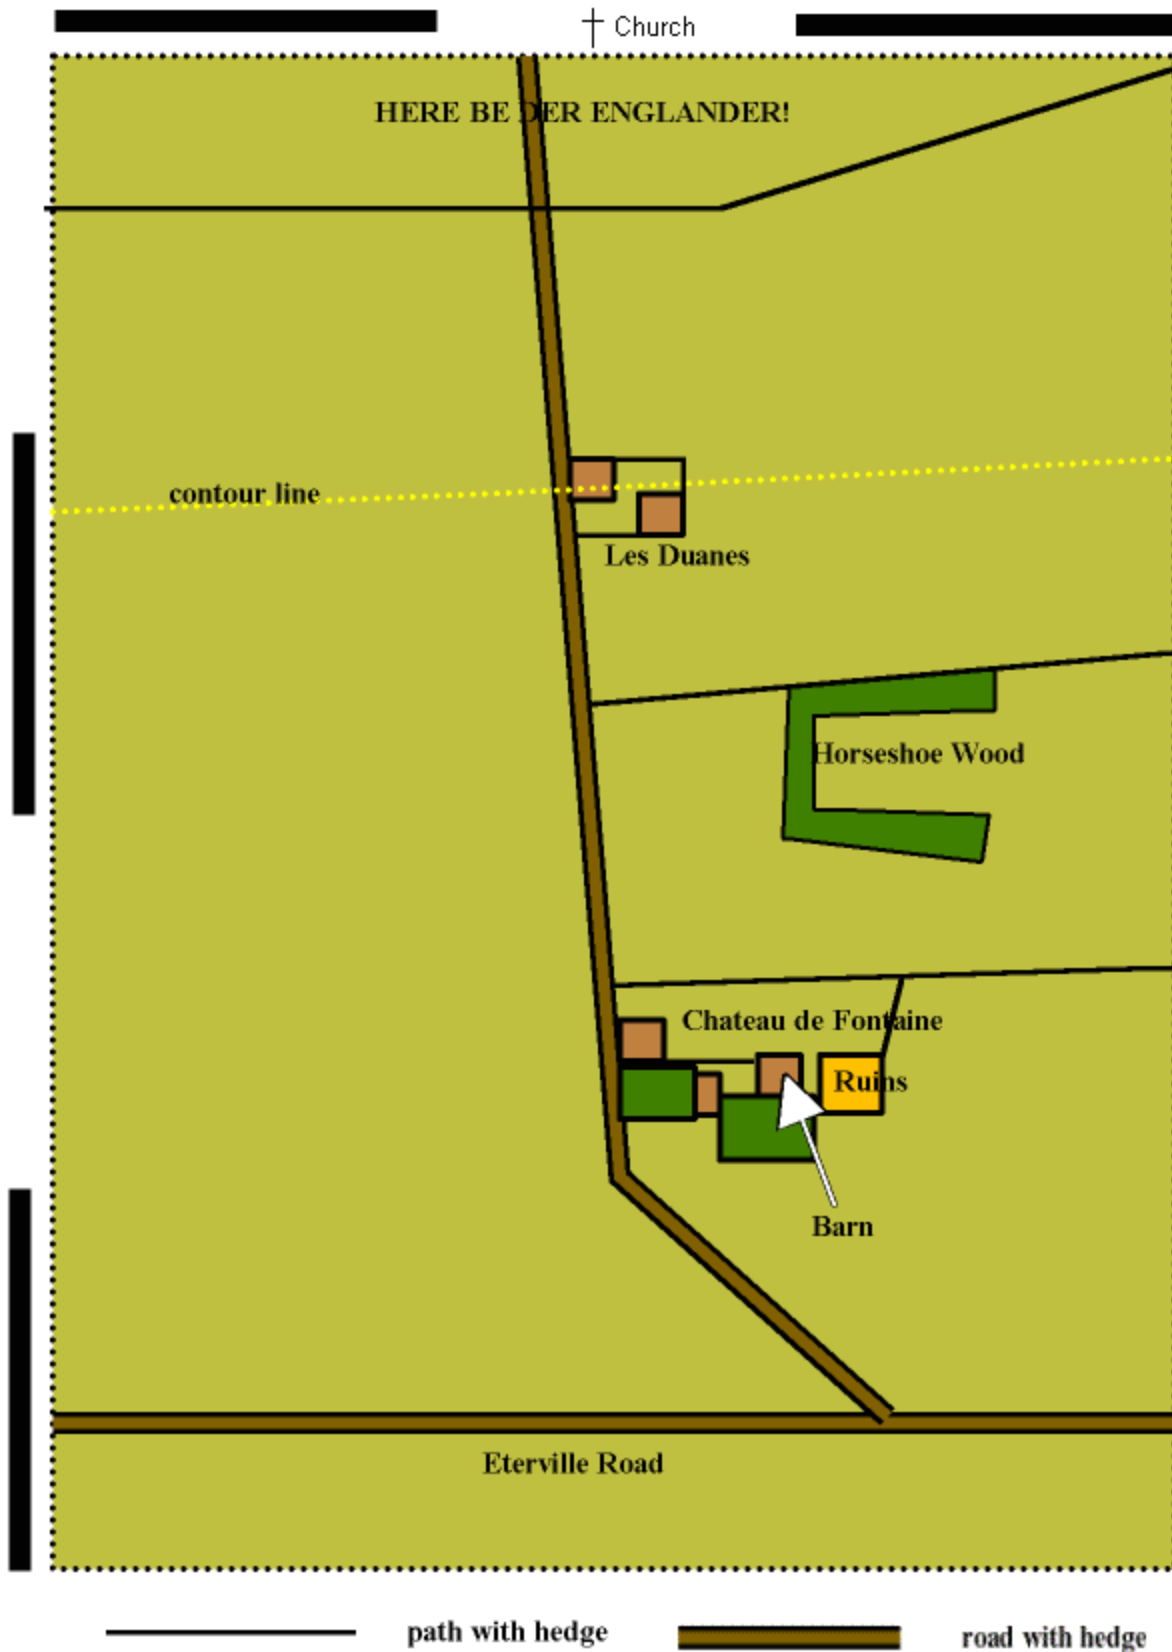 Church
HERE BE DER ENGLANDER!
contour line
Les Duanes
Horseshoe Wood
Chateau de Fontaine
Ruins
Barn
Eterville Road
path with hedge
road with hedge